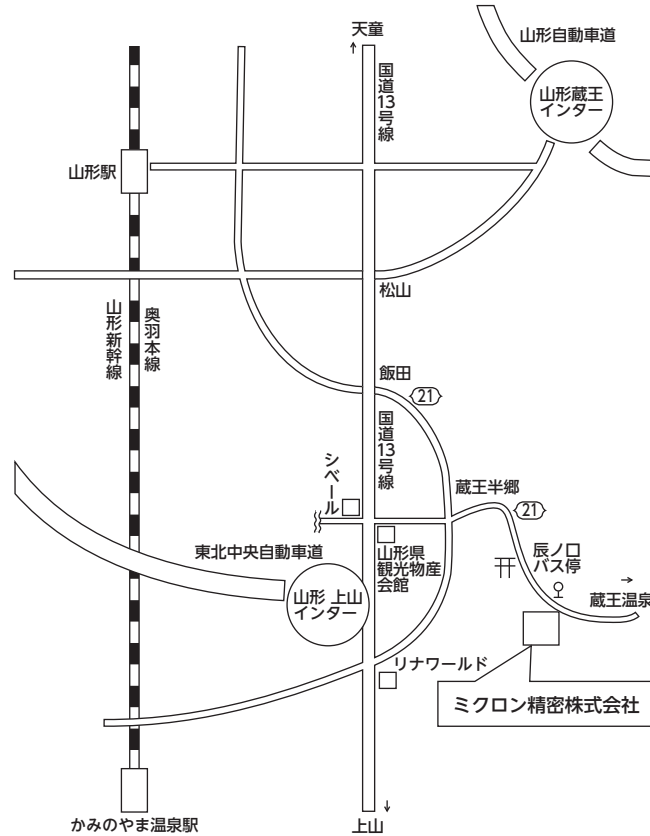 天童
山形自動車道
国道13号線
山形蔵王
インター
山形駅
松山
山形新幹線
奥羽本線
飯田
21
国道13号線
シベール
蔵王半郷
21
東北中央自動車道
山形県
観光物産
会館
辰ノ口
バス停
蔵王温泉
山形 上山
インター
リナワールド
ミクロン精密株式会社
かみのやま温泉駅
上山